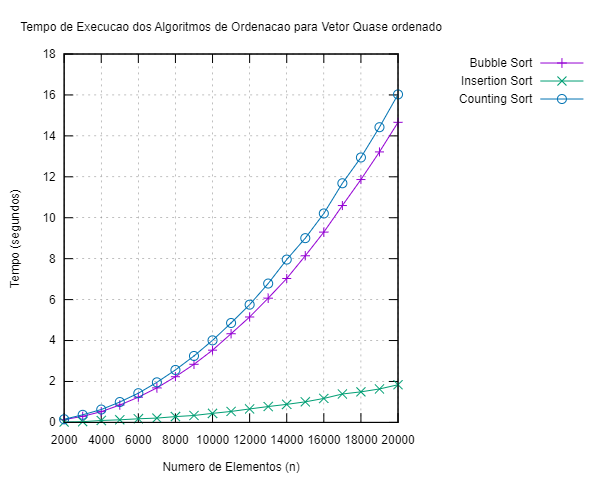 Tempo de Execucao dos Algoritmos de Ordenacao para Vetor Quase ordenado
Bubble Sort
Insertion Sort
Counting Sort
Tempo (segundos)
18
16
14
12
10
8
6
4
2
0
2000 4000 6000 8000 10000 12000 14000 16000 18000 20000
Numero de Elementos (n)